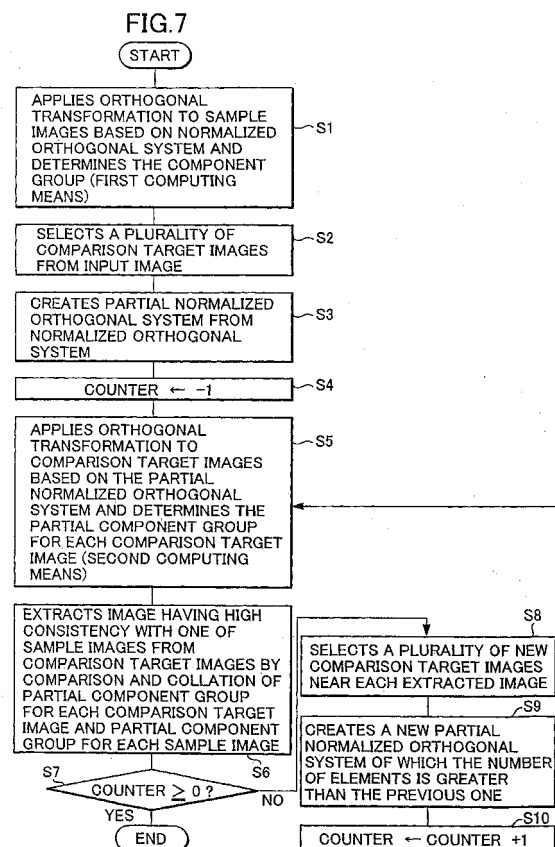 FIG.7
START
APPLIES ORTHOGONAL
TRANSFORMATION TO SAMPLE
IMAGES BASED ON NORMALIZED
ORTHOGONAL SYSTEM AND
DETERMINES THE COMPONENT
GROUP (FIRST COMPUTING
MEANS)
S1
SELECTS A PLURALITY OF
COMPARISON TARGET IMAGES
FROM INPUT IMAGE
S2
CREATES PARTIAL NORMALIZED
ORTHOGONAL SYSTEM FROM
NORMALIZED ORTHOGONAL
SYSTEM
S3
COUNTER ← -1
S4
APPLIES ORTHOGONAL
TRANSFORMATION TO
COMPARISON TARGET IMAGES
BASED ON THE PARTIAL
NORMALIZED ORTHOGONAL
SYSTEM AND DETERMINES THE
PARTIAL COMPONENT GROUP
FOR EACH COMPARISON TARGET
IMAGE (SECOND COMPUTING
MEANS)
S5
EXTRACTS IMAGE HAVING HIGH
CONSISTENCY WITH ONE OF
SAMPLE IMAGES FROM
COMPARISON TARGET IMAGES BY
COMPARISON AND COLLATION OF
PARTIAL COMPONENT GROUP
FOR EACH COMPARISON TARGET
IMAGE AND PARTIAL COMPONENT
GROUP FOR EACH SAMPLE IMAGE
S6
S7
COUNTER ≥ 0 ?
NO
YES
END
S8
SELECTS A PLURALITY OF NEW
COMPARISON TARGET IMAGES
NEAR EACH EXTRACTED IMAGE
S9
CREATES A NEW PARTIAL
NORMALIZED ORTHOGONAL
SYSTEM OF WHICH THE NUMBER
OF ELEMENTS IS GREATER
THAN THE PREVIOUS ONE
S10
COUNTER ← COUNTER +1